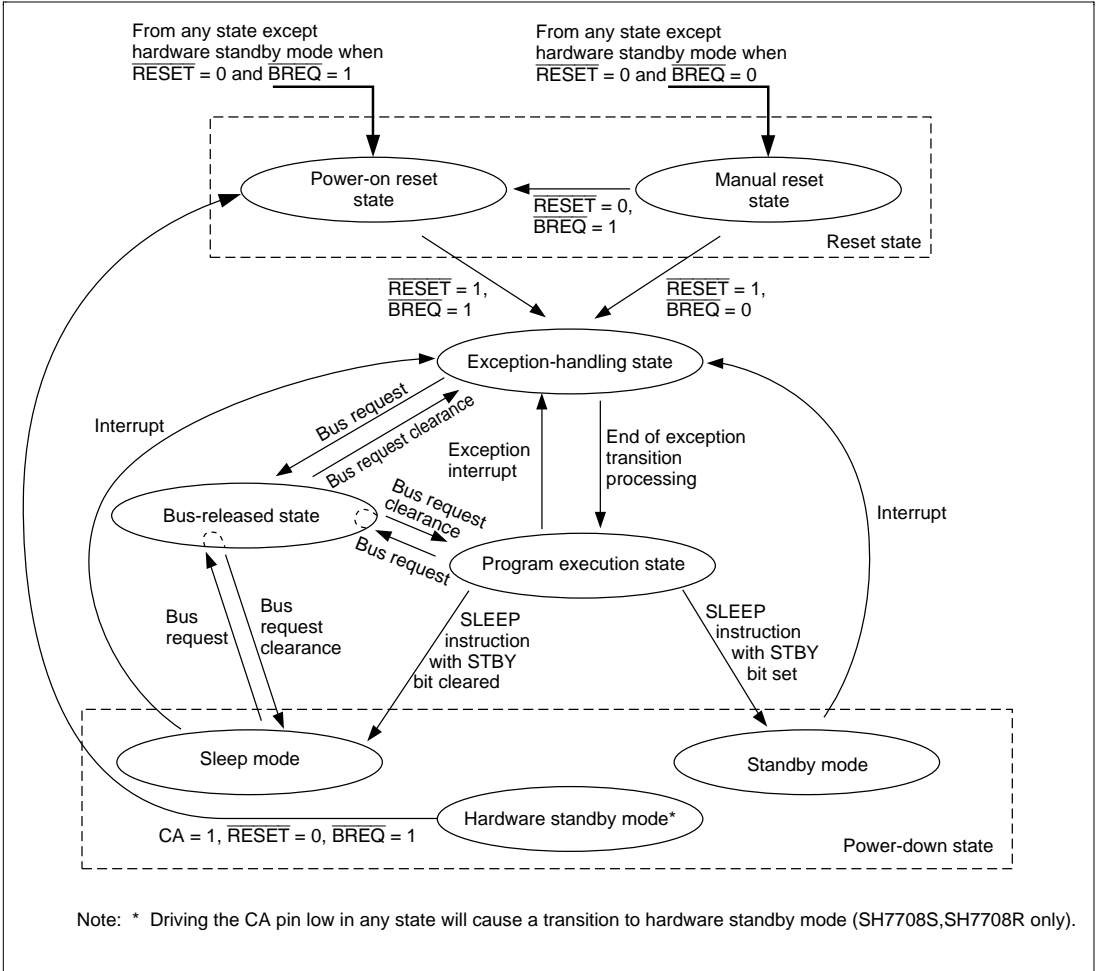 From any state except
hardware standby mode when
RESET = 0 and BREQ = 1
From any state except
hardware standby mode when
RESET = 0 and BREQ = 0
Power-on reset
state
Manual reset
state
RESET = 0,
BREQ = 1
Reset state
RESET = 1,
BREQ = 1
RESET = 1,
BREQ = 0
Exception-handling state
Interrupt
Bus request
Bus request clearance
Exception
interrupt
End of exception
transition
processing
Interrupt
Bus-released state
Bus request
clearance
Bus request
Program execution state
Bus
request
Bus
request
clearance
SLEEP
instruction
with STBY
bit cleared
SLEEP
instruction
with STBY
bit set
Sleep mode
Standby mode
Hardware standby mode*
CA = 1, RESET = 0, BREQ = 1
Power-down state
Note: * Driving the CA pin low in any state will cause a transition to hardware standby mode (SH7708S,SH7708R only).